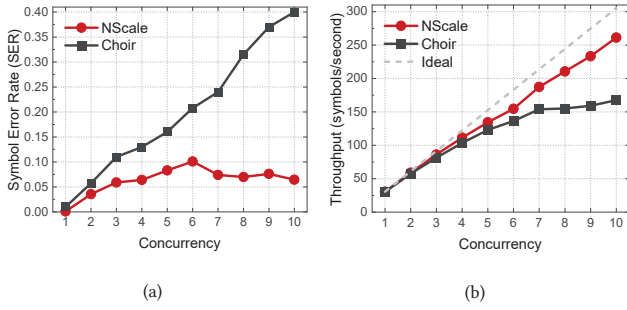 Symbol Error Rate (SER)
0.40
0.35
0.30
0.25
0.20
0.15
0.10
0.05
0.00
NScale
Choir
1 2 3 4 5 6 7 8 9 10
Concurrency
(a)
Throughput (symbols/second)
300
250
200
150
100
50
0
NScale
Choir
Ideal
1 2 3 4 5 6 7 8 9 10
Concurrency
(b)